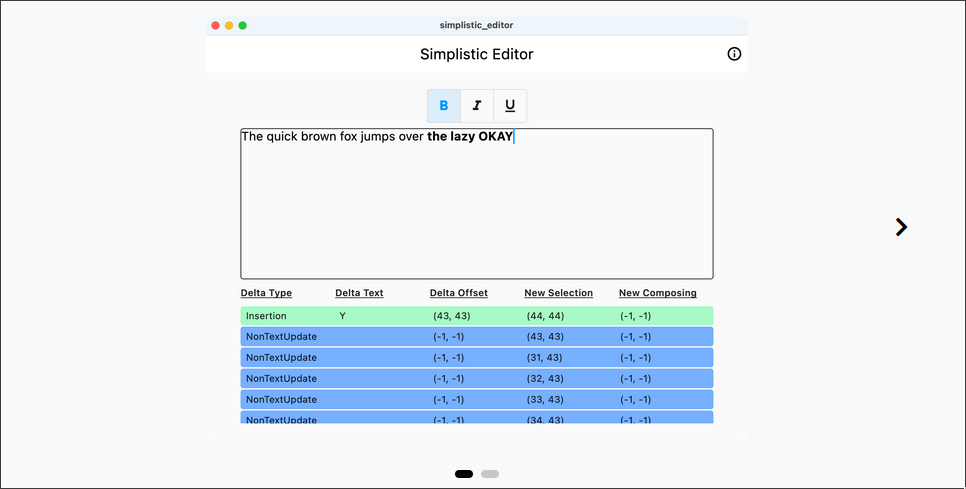 simplistic_editor
Simplistic Editor
B I U
The quick brown fox jumps over the lazy OKAY
Delta Type Delta Text Delta Offset New Selection New Composing
Insertion Y (43, 43) (44, 44) (-1, -1)
NonTextUpdate (-1, -1) (43, 43) (-1, -1)
NonTextUpdate (-1, -1) (31, 43) (-1, -1)
NonTextUpdate (-1, -1) (32, 43) (-1, -1)
NonTextUpdate (-1, -1) (33, 43) (-1, -1)
NonTextUpdate (-1, -1) (34, 43) (-1, -1)